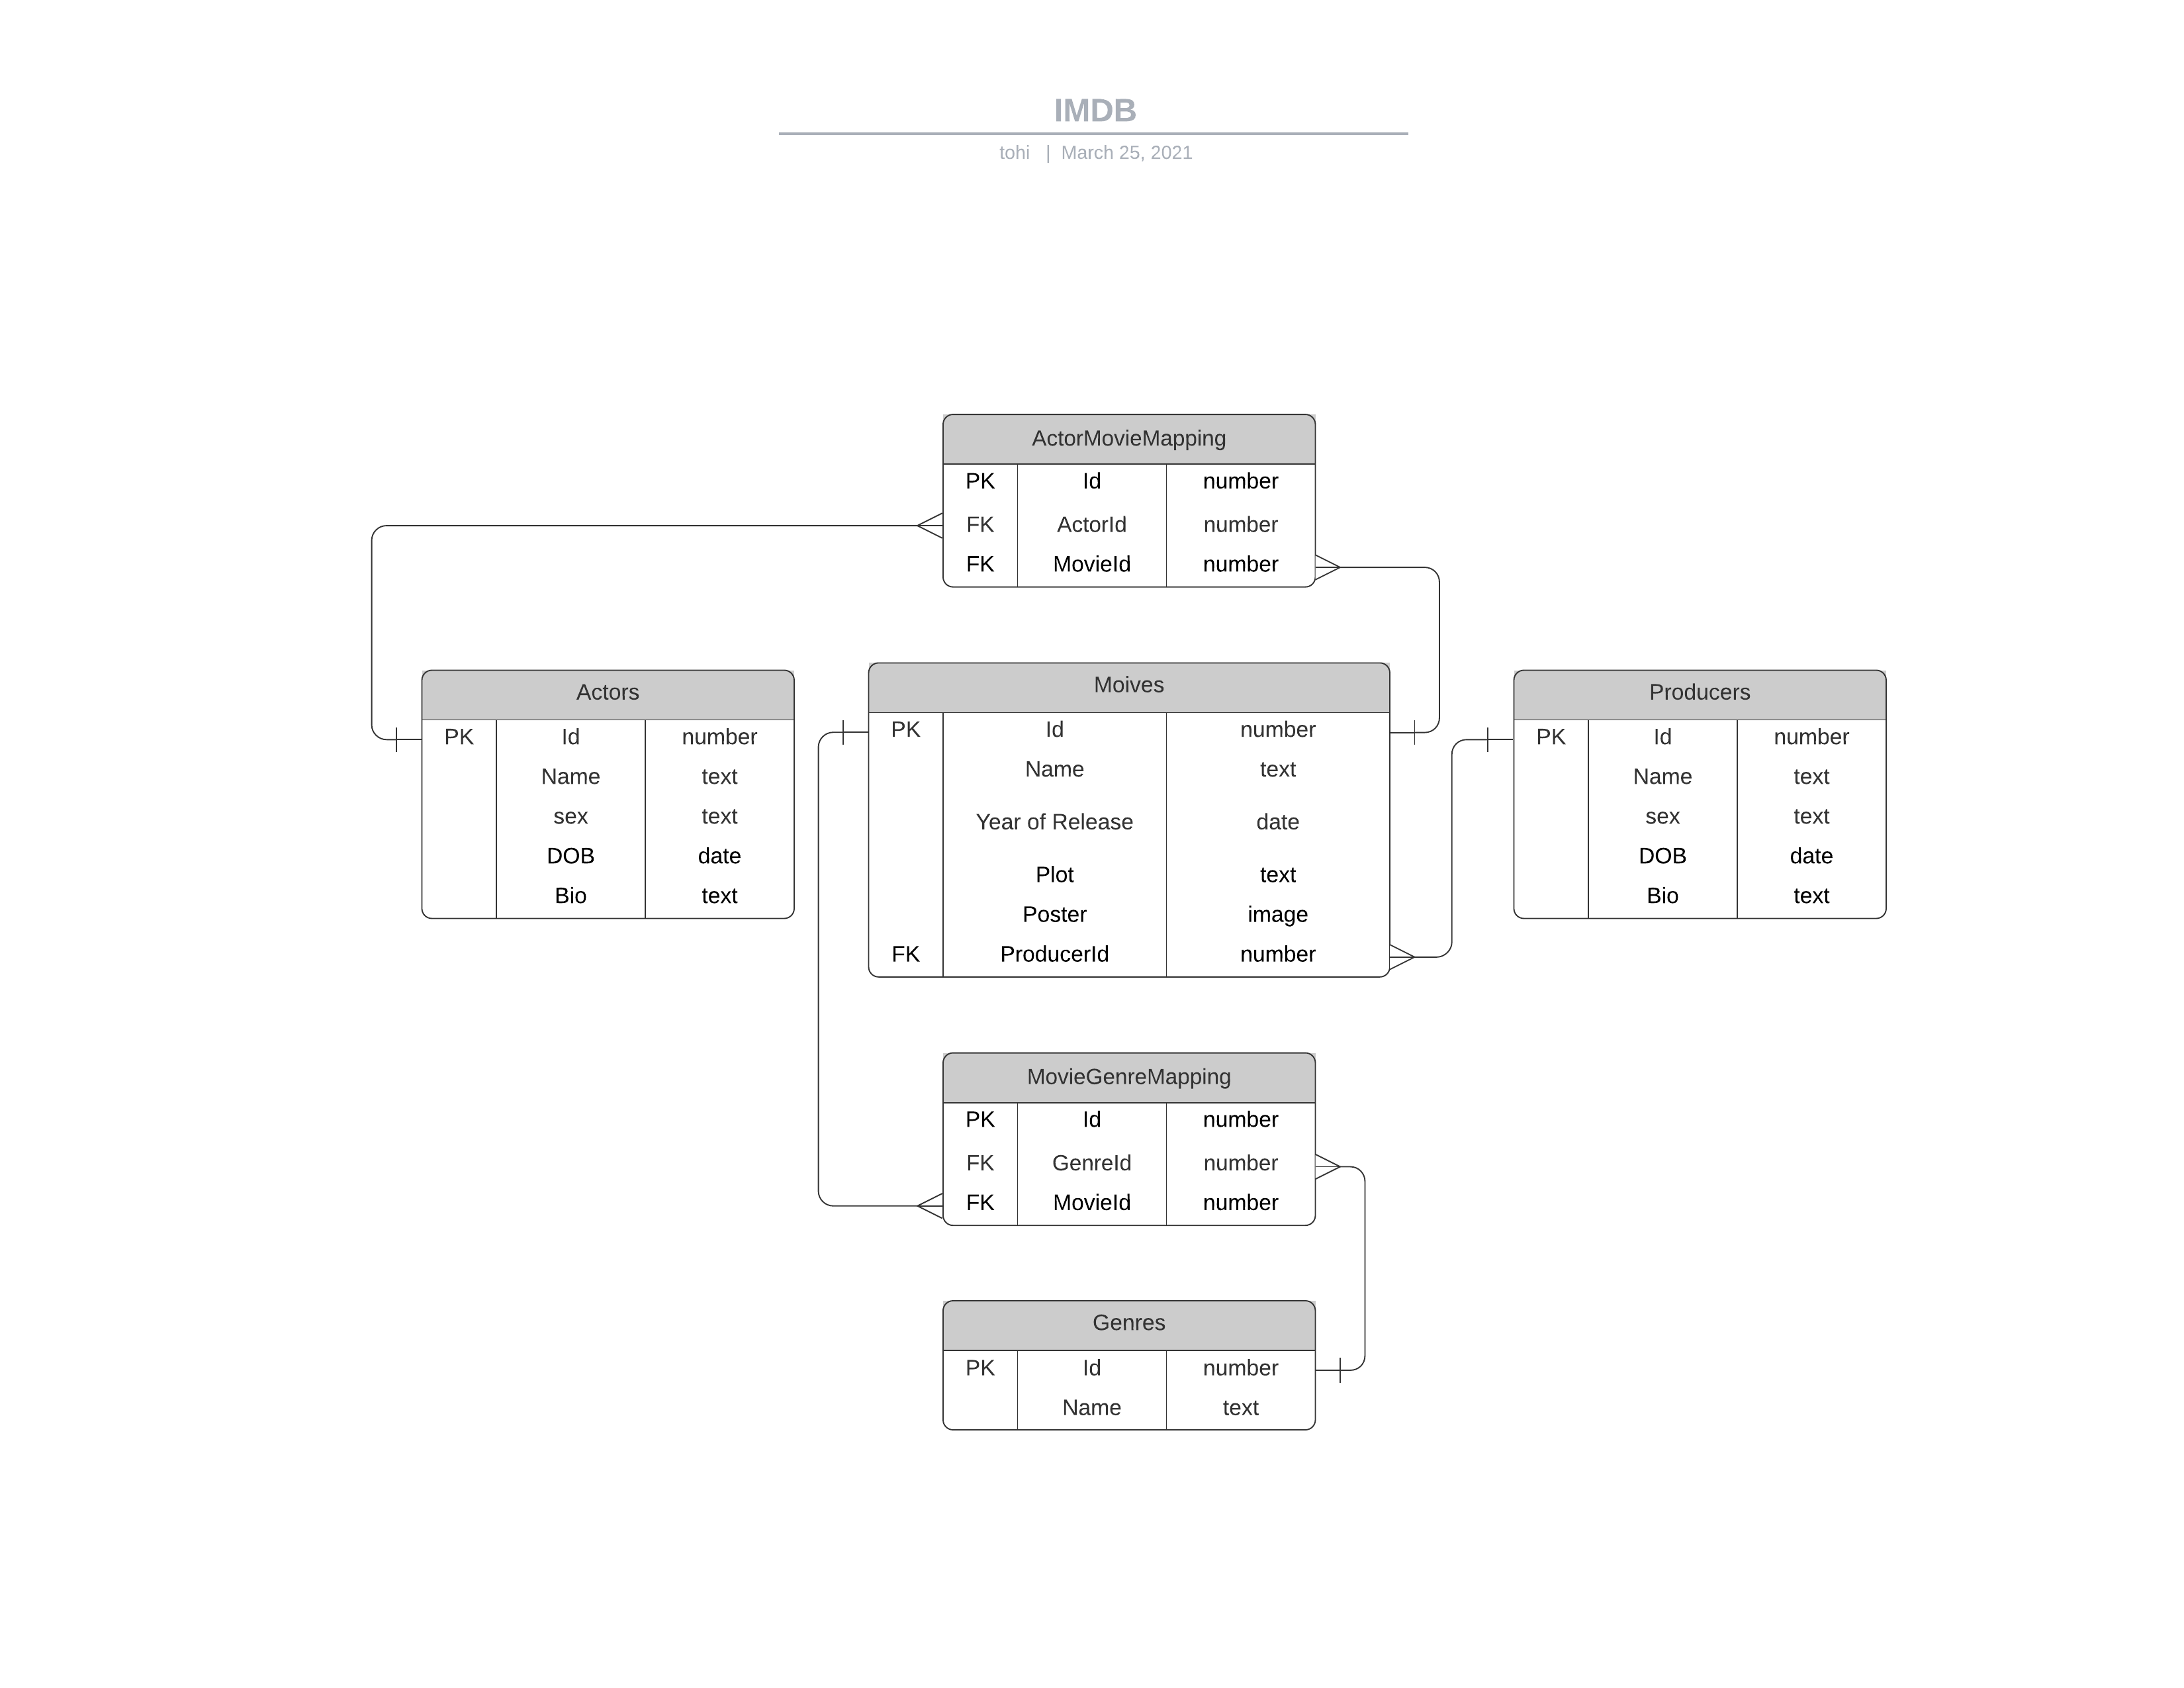 IMDB
tohi | March 25, 2021
ActorMovieMapping
PK Id number
FK ActorId number
FK MovieId number
Actors
PK Id number
Name text
sex text
DOB date
Bio text
Moives
PK Id number
Name text
Year of Release date
Plot text
Poster image
FK ProducerId number
Producers
PK Id number
Name text
sex text
DOB date
Bio text
MovieGenreMapping
PK Id number
FK GenreId number
FK MovieId number
Genres
PK Id number
Name text